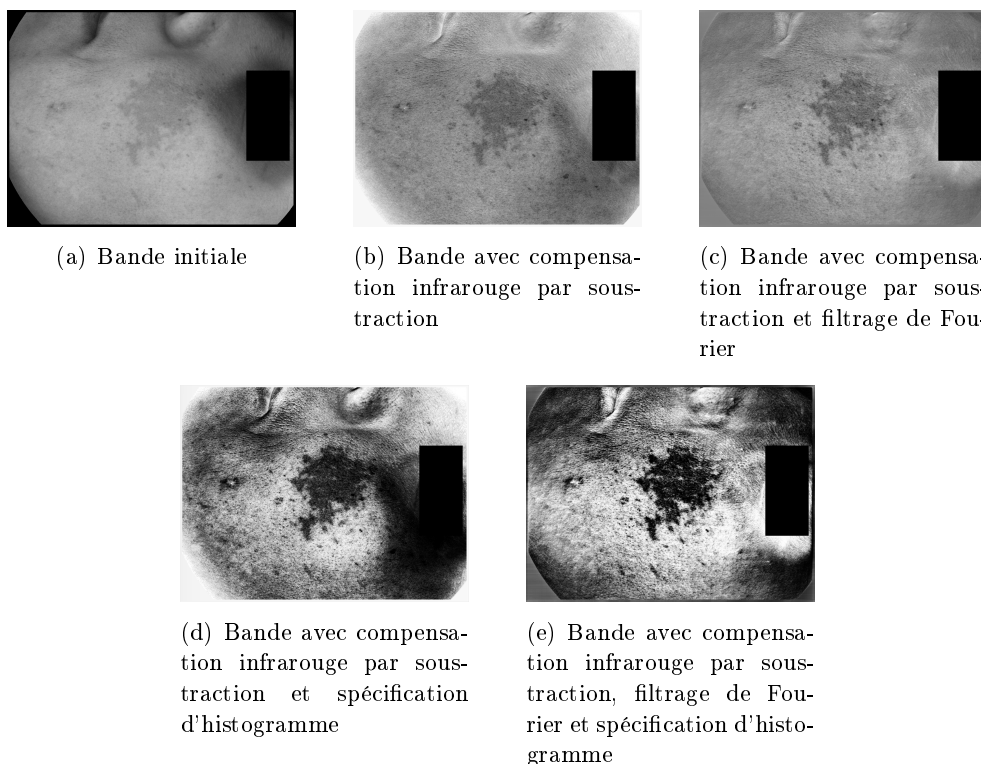 (a) Bande initiale
(b) Bande avec compensa-
tion infrarouge par sous-
traction
(c) Bande avec compensa-
tion infrarouge par sous-
traction et filtrage de Fou-
rier
(d) Bande avec compensa-
tion infrarouge par sous-
traction et spécification
d'histogramme
(e) Bande avec compensa-
tion infrarouge par sous-
traction, filtrage de Fou-
rier et spécification d'histo-
gramme